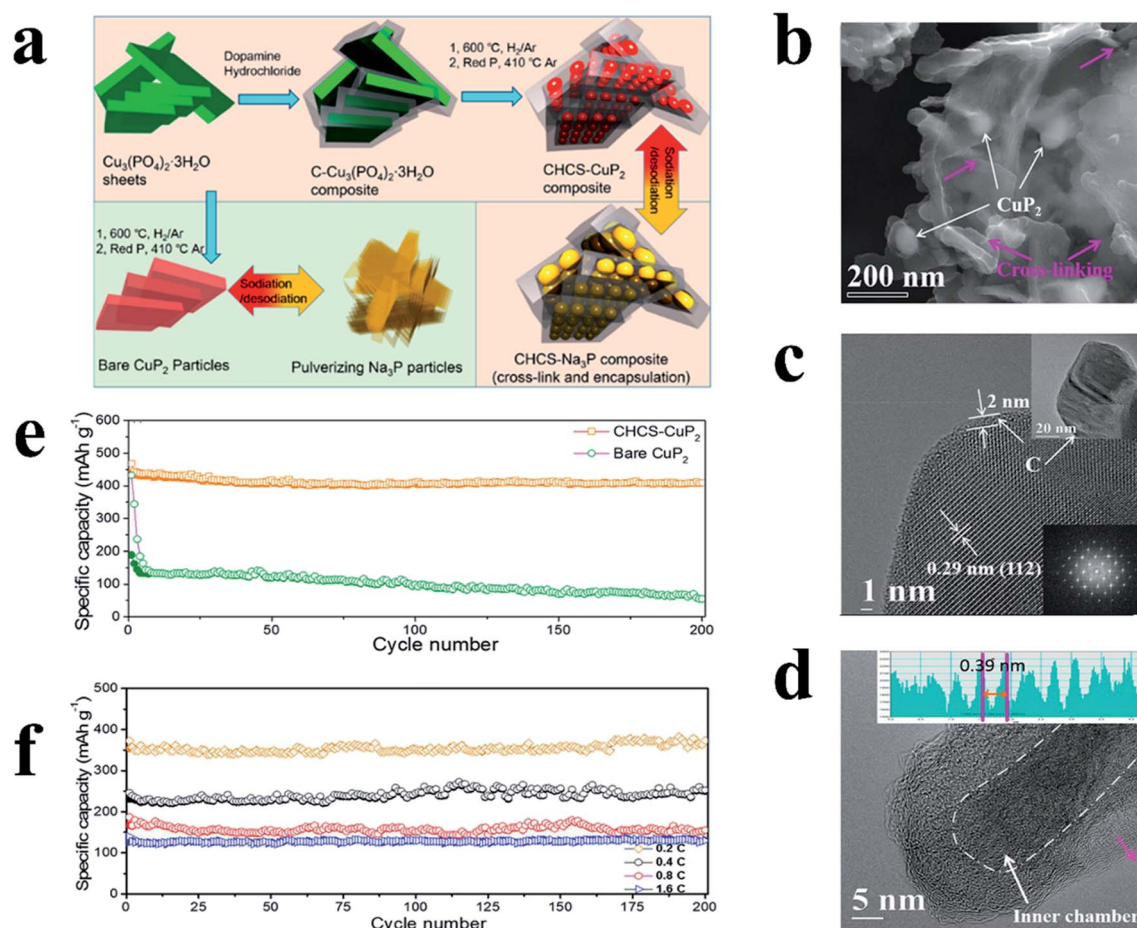 a
Dopamine
Hydrochloride
1, 600 °C, H₂/Ar
2, Red P, 410 °C Ar
Cu₃(PO₄)₂·3H₂O
sheets
C-Cu₃(PO₄)₂·3H₂O
composite
CHCS-CuP₂
composite
Sodiation
/desodiation
1, 600 °C, H₂/Ar
2, Red P, 410 °C Ar
Sodiation
/desodiation
Bare CuP₂ Particles
Pulverizing Na₃P particles
CHCS-Na₃P composite
(cross-link and encapsulation)
b
CuP₂
Cross-linking
200 nm
c
2 nm
20 nm
C
0.29 nm (112)
1 nm
d
0.39 nm
Inner chamber
5 nm
e
Specific capacity (mAh g⁻¹)
600
500
400
300
200
100
0
CHCS-CuP₂
Bare CuP₂
0 50 100 150 200
Cycle number
f
Specific capacity (mAh g⁻¹)
500
400
300
200
100
0
0.2 C
0.4 C
0.8 C
1.6 C
0 25 50 75 100 125 150 175 200
Cycle number